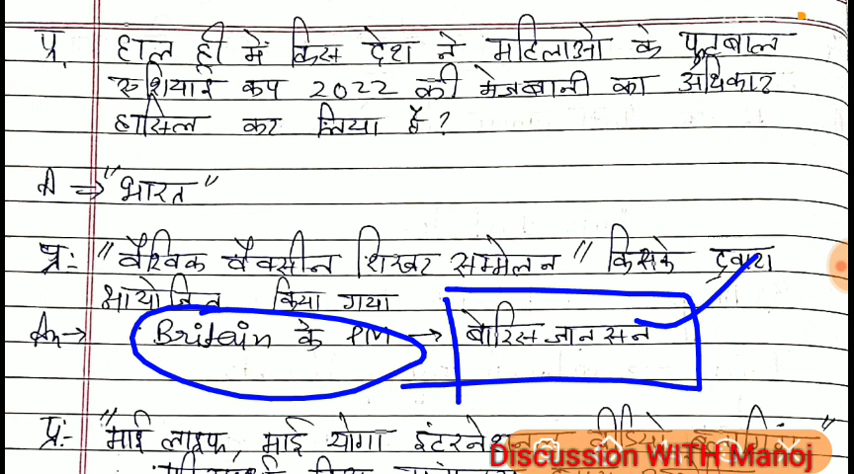 प्र. हाल ही में किस देश ने महिलाओ के फुटबाल
एशियाई कप 2022 की मेजबानी का अधिकार
हासिल कर लिया है?
A ⇒ "भारत"
प्र:- "वैश्विक वैक्सीन शिखर सम्मेलन" किसके द्वारा
आयोजित किया गया
An → Britain के PM → बोरिस जानसन
प्र:- "माई लाइफ, माई योगा इंटरनेशनल वीडियो
Discussion WITH Manoj